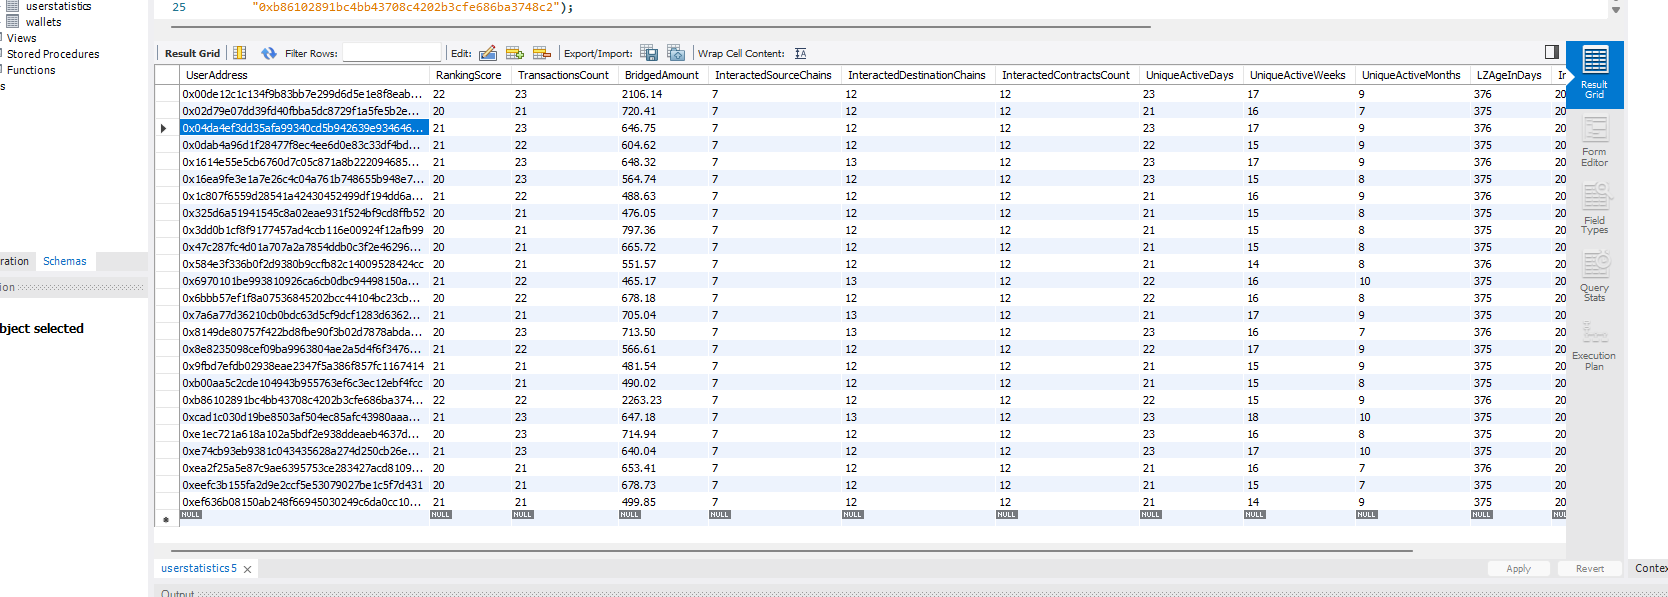 userstatistics
wallets
Views
Stored Procedures
Functions
s
ration Schemas
ion
bject selected
25 "0xb86102891bc4bb43708c4202b3cfe686ba3748c2");
Result Grid Filter Rows: Edit: Export/Import: Wrap Cell Content:
UserAddress RankingScore TransactionsCount BridgedAmount InteractedSourceChains InteractedDestinationChains InteractedContractsCount UniqueActiveDays UniqueActiveWeeks UniqueActiveMonths LZAgeInDays In
0x00de12c1c134f9b83bb7e299d6d5e1e8f8eab... 22 23 2106.14 7 12 12 23 17 9 376 20
0x02d79e07dd39fd40fbba5dc8729f1a5fe5b2e... 20 21 720.41 7 12 12 21 16 7 375 20
0x04da4ef3dd35afa99340cd5b942639e934646... 21 23 646.75 7 12 12 23 17 9 376 20
0x0dab4a96d1f28477f8ec4ee6d0e83c33df4bd... 21 22 604.62 7 12 12 22 15 9 375 20
0x1614e55e5cb6760d7c05c871a8b222094685... 21 23 648.32 7 13 12 23 17 9 376 20
0x16ea9fe3e1a7e26c4c04a761b748655b948e7... 20 23 564.74 7 12 12 23 15 8 375 20
0x1c807f6559d28541a42430452499df194dd6a... 21 22 488.63 7 12 12 21 16 9 375 20
0x325d6a51941545c8a02eae931f524bf9cd8ffb52 20 21 476.05 7 12 12 21 15 8 375 20
0x3dd0b1cf8f9177457ad4ccb116e00924f12afb99 20 21 797.36 7 12 12 21 15 8 375 20
0x47c287fc4d01a707a2a7854ddb0c3f2e46296... 20 21 665.72 7 12 12 21 15 8 375 20
0x584e3f336b0f2d9380b9ccfb82c14009528424cc 20 21 551.57 7 12 12 21 14 8 376 20
0x6970101be993810926ca6cb0dbc94498150a... 21 22 465.17 7 13 12 22 16 10 375 20
0x6bbb57ef1f8a07536845202bcc44104bc23cb... 20 22 678.18 7 12 12 22 16 8 375 20
0x7a6a77d36210cb0bdc63d5cf9dcf1283d6362... 21 21 705.04 7 13 12 21 17 9 375 20
0x8149de80757f422bd8fbe90f3b02d7878abda... 20 23 713.50 7 13 12 23 16 7 375 20
0x8e8235098cef09ba9963804ae2a5d4f6f3476... 21 22 566.61 7 12 12 22 17 9 375 20
0x9fbd7efdb02938eae2347f5a386f857fc1167414 21 21 481.54 7 12 12 21 15 9 375 20
0xb00aa5c2cde104943b955763ef6c3ec12ebf4fcc 20 21 490.02 7 12 12 21 15 8 375 20
0xb86102891bc4bb43708c4202b3cfe686ba374... 22 22 2263.23 7 12 12 22 15 9 376 20
0xcad1c030d19be8503af504ec85afc43980aaa... 21 23 647.18 7 13 12 23 18 10 375 20
0xe1ec721a618a102a5bdf2e938ddeaeb4637d... 20 23 714.94 7 12 12 23 16 8 375 20
0xe74cb93eb9381c043435628a274d250cb26e... 21 23 640.04 7 12 12 23 17 10 375 20
0xea2f25a5e87c9ae6395753ce283427acd8109... 20 21 653.41 7 12 12 21 16 7 376 20
0xeefc3b155fa2d9e2ccf5e53079027be1c5f7d431 20 21 678.73 7 12 12 21 15 7 375 20
0xef636b08150ab248f66945030249c6da0cc10... 21 21 499.85 7 12 12 21 14 9 375 20
NULL NULL NULL NULL NULL NULL NULL NULL NULL NULL NULL NUL
Result
Grid
Form
Editor
Field
Types
Query
Stats
Execution
Plan
userstatistics 5
Apply Revert Contex
Output